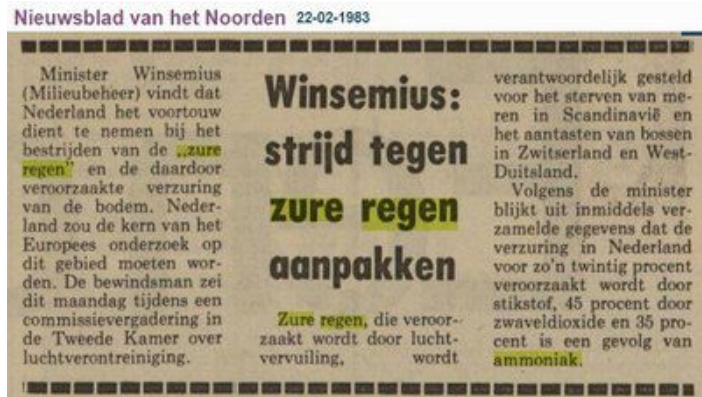 Nieuwsblad van het Noorden 22-02-1983
Minister Winsemius
(Milieubeheer) vindt dat
Nederland het voortouw
dient te nemen bij het
bestrijden van de „zure
regen” en de daardoor
veroorzaakte verzuring
van de bodem. Neder-
land zou de kern van het
Europees onderzoek op
dit gebied moeten wor-
den. De bewindsman zei
dit maandag tijdens een
commissievergadering in
de Tweede Kamer over
luchtverontreiniging.
Winsemius:
strijd tegen
zure regen
aanpakken
Zure regen, die veroor-
zaakt wordt door lucht-
vervuiling, wordt
verantwoordelijk gesteld
voor het sterven van me-
ren in Scandinavië en
het aantasten van bossen
in Zwitserland en West-
Duitsland.
Volgens de minister
blijkt uit inmiddels ver-
zamelde gegevens dat de
verzuring in Nederland
voor zo’n twintig procent
veroorzaakt wordt door
stikstof, 45 procent door
zwaveldioxide en 35 pro-
cent is een gevolg van
ammoniak.